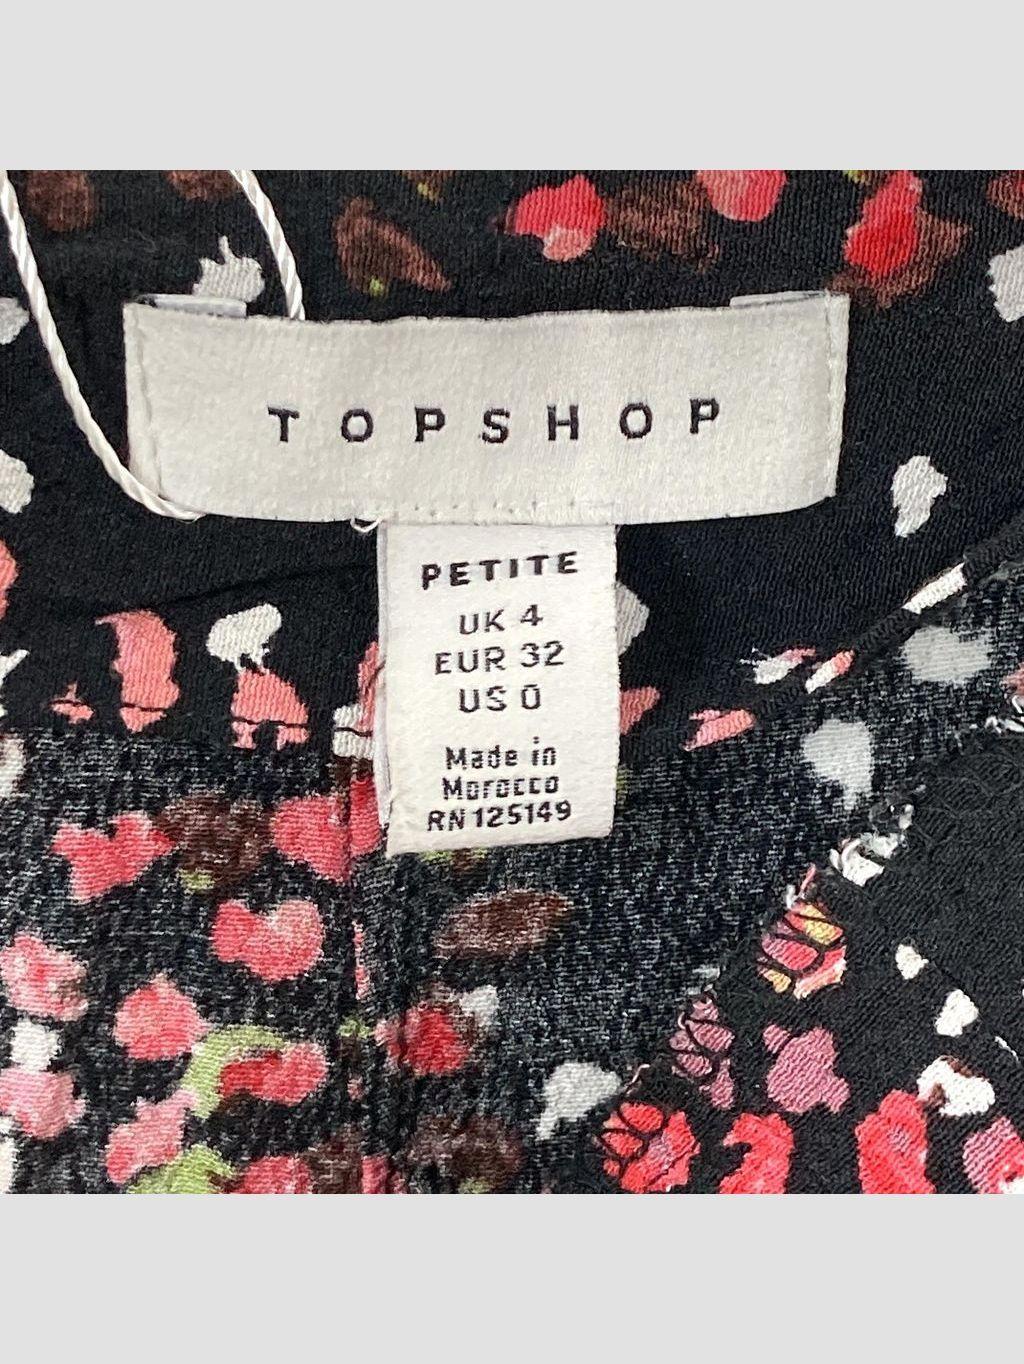 TOPSHOP
PETITE
UK 4
EUR 32
US 0
Made in
Morocco
RN 125149